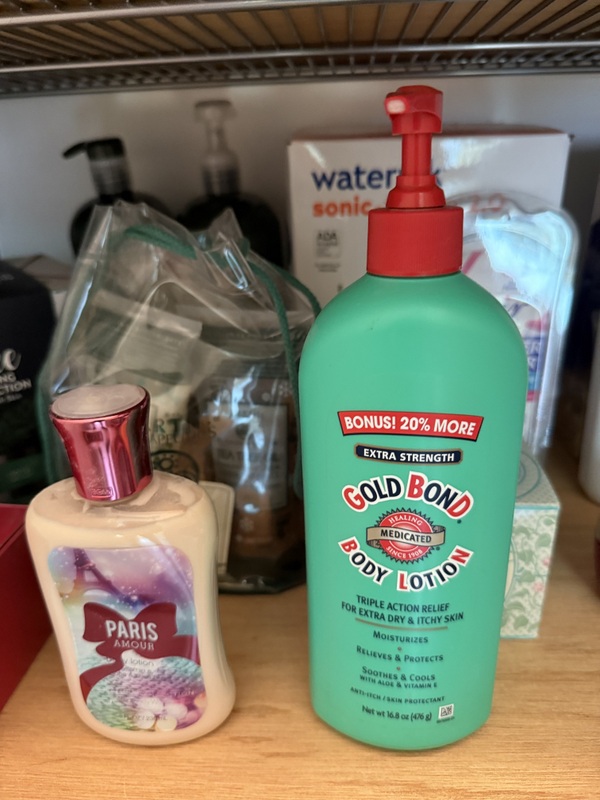 sonic
ADA
PARIS
AMOUR
BONUS! 20% MORE
EXTRA STRENGTH
GOLD BOND®
HEALING
MEDICATED
SINCE 1908
BODY LOTION
TRIPLE ACTION RELIEF
FOR EXTRA DRY & ITCHY SKIN
MOISTURIZES
RELIEVES & PROTECTS
SOOTHES & COOLS
WITH ALOE & VITAMIN E
ANTI-ITCH / SKIN PROTECTANT
Net wt 16.8 oz (476 g)